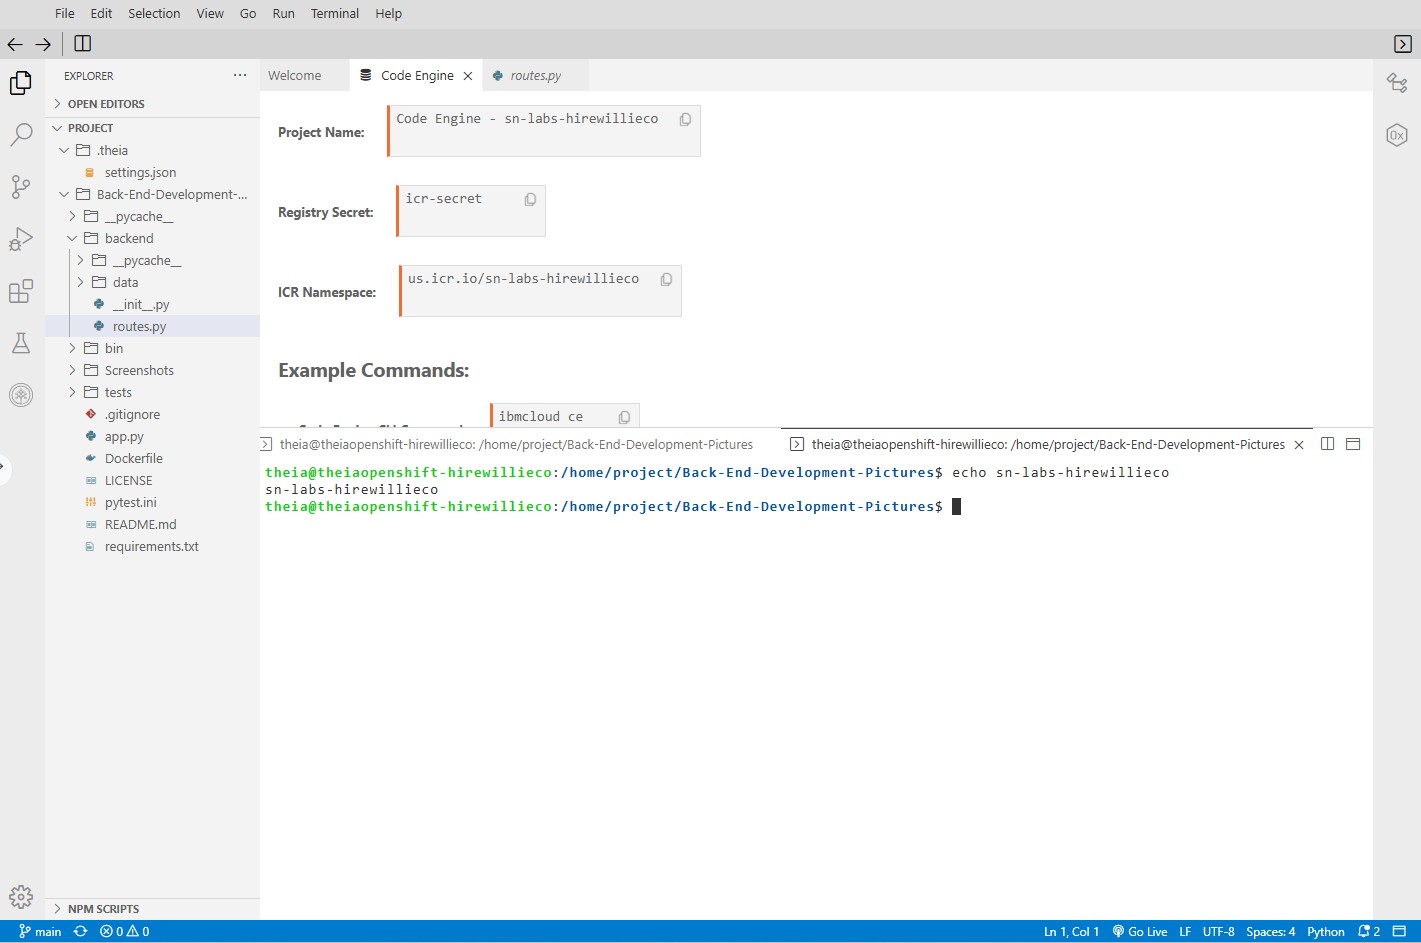 File Edit Selection View Go Run Terminal Help
EXPLORER
OPEN EDITORS
PROJECT
.theia
settings.json
Back-End-Development-...
__pycache__
backend
__pycache__
data
__init__.py
routes.py
bin
Screenshots
tests
.gitignore
app.py
Dockerfile
LICENSE
pytest.ini
README.md
requirements.txt
NPM SCRIPTS
Welcome Code Engine routes.py
Project Name: Code Engine - sn-labs-hirewillieco
Registry Secret: icr-secret
ICR Namespace: us.icr.io/sn-labs-hirewillieco
Example Commands:
ibmcloud ce
theia@theiaopenshift-hirewillieco: /home/project/Back-End-Development-Pictures theia@theiaopenshift-hirewillieco: /home/project/Back-End-Development-Pictures
theia@theiaopenshift-hirewillieco:/home/project/Back-End-Development-Pictures$ echo sn-labs-hirewillieco
sn-labs-hirewillieco
theia@theiaopenshift-hirewillieco:/home/project/Back-End-Development-Pictures$
main 0 0 Ln 1, Col 1 Go Live LF UTF-8 Spaces: 4 Python 2